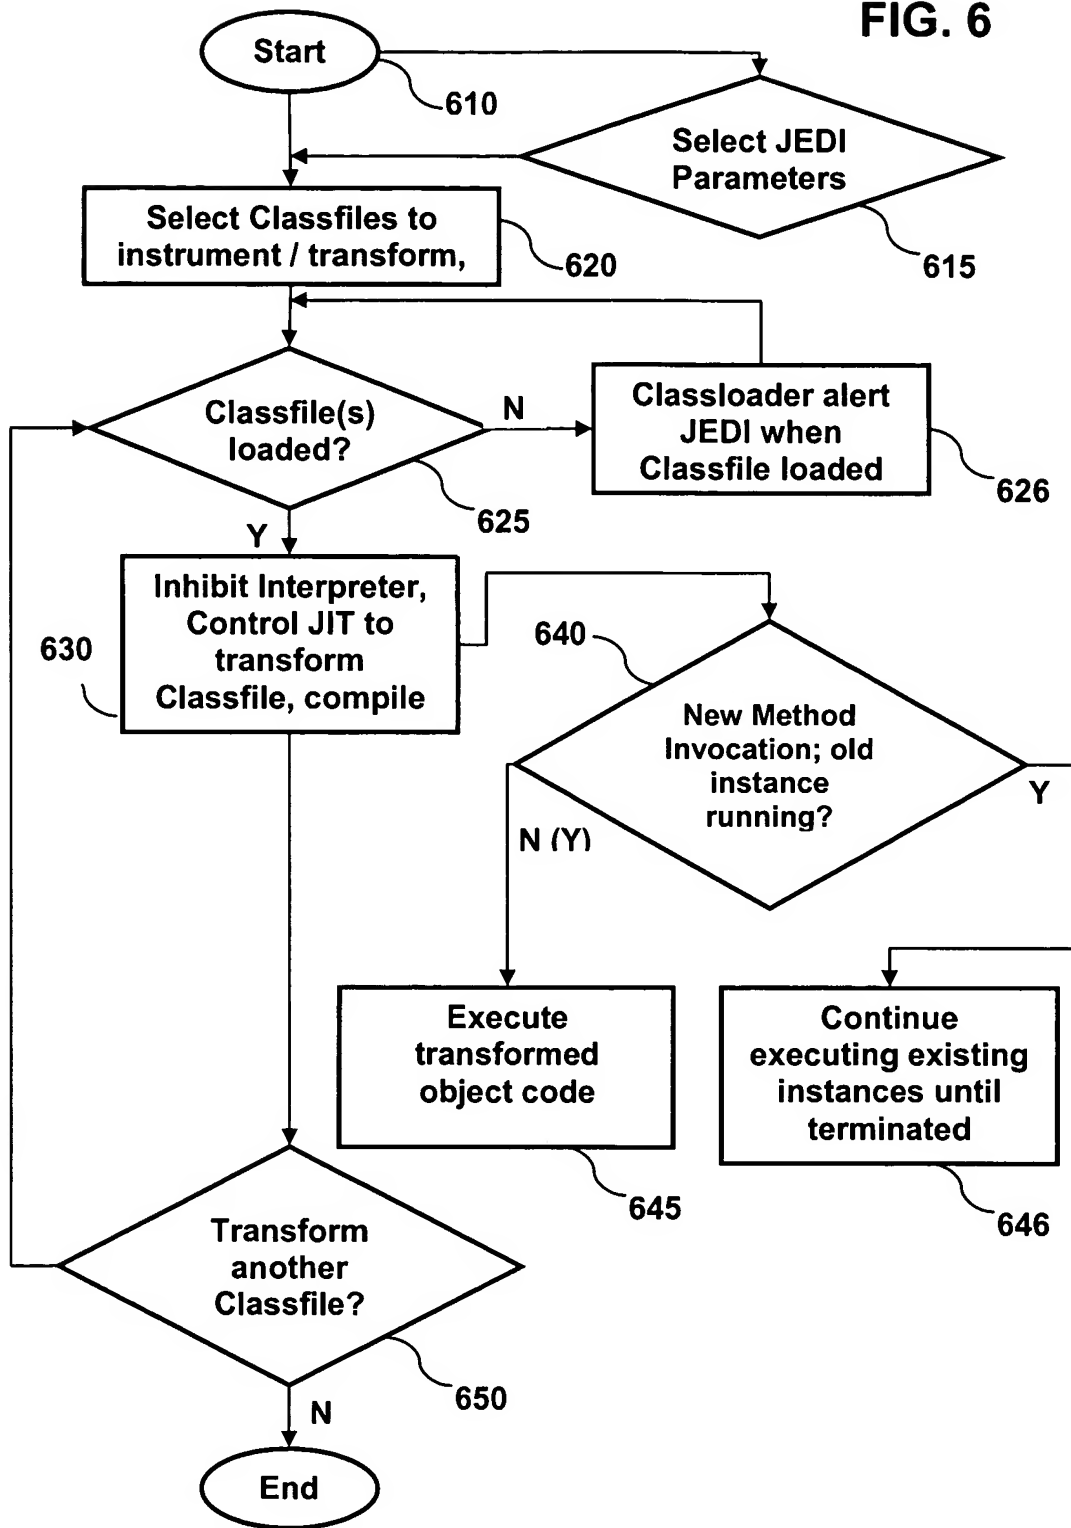 FIG. 6
Start
610
Select JEDI
Parameters
615
Select Classfiles to
instrument / transform,
620
Classfile(s)
loaded?
625
N
Classloader alert
JEDI when
Classfile loaded
626
Y
Inhibit Interpreter,
Control JIT to
transform
Classfile, compile
630
640
New Method
Invocation; old
instance
running?
Y
N (Y)
Execute
transformed
object code
645
Continue
executing existing
instances until
terminated
646
Transform
another
Classfile?
650
N
End